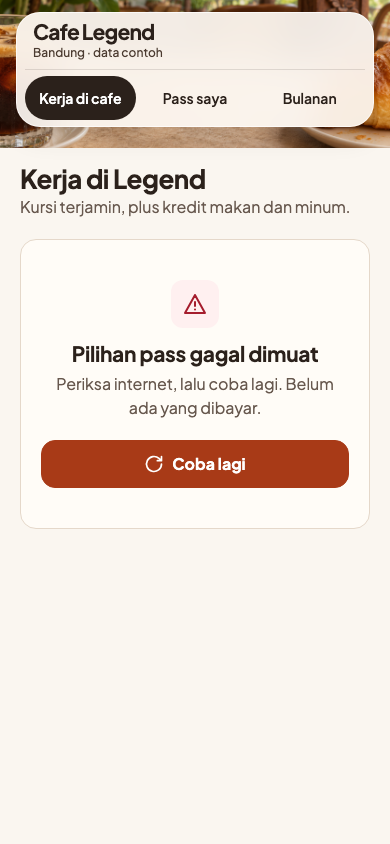 Cafe Legend
Bandung · data contoh
Kerja di cafe
Pass saya
Bulanan
Kerja di Legend
Kursi terjamin, plus kredit makan dan minum.
Pilihan pass gagal dimuat
Periksa internet, lalu coba lagi. Belum
ada yang dibayar.
Coba lagi